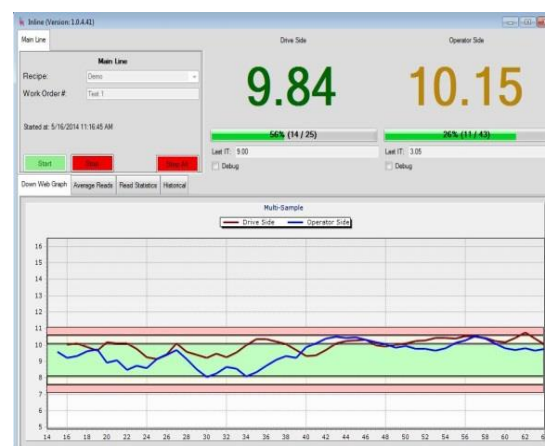 Inline (Version: 1.0.4.41)
Main Line
Drive Side
Operator Side
Main Line
Recipe:
Demo
Work Order #:
Test 1
9.84
10.15
Started at: 5/16/2014 11:16:45 AM
56% (14 / 25)
26% (11 / 43)
Last IT: 9.00
Last IT: 3.05
Debug
Debug
Start
Stop
Stop All
Down Web Graph
Average Reads
Read Statistics
Historical
Multi-Sample
Drive Side
Operator Side
16
15
14
13
12
11
10
9
8
7
6
5
14 16 18 20 22 24 26 28 30 32 34 36 38 40 42 44 46 48 50 52 54 56 58 60 62